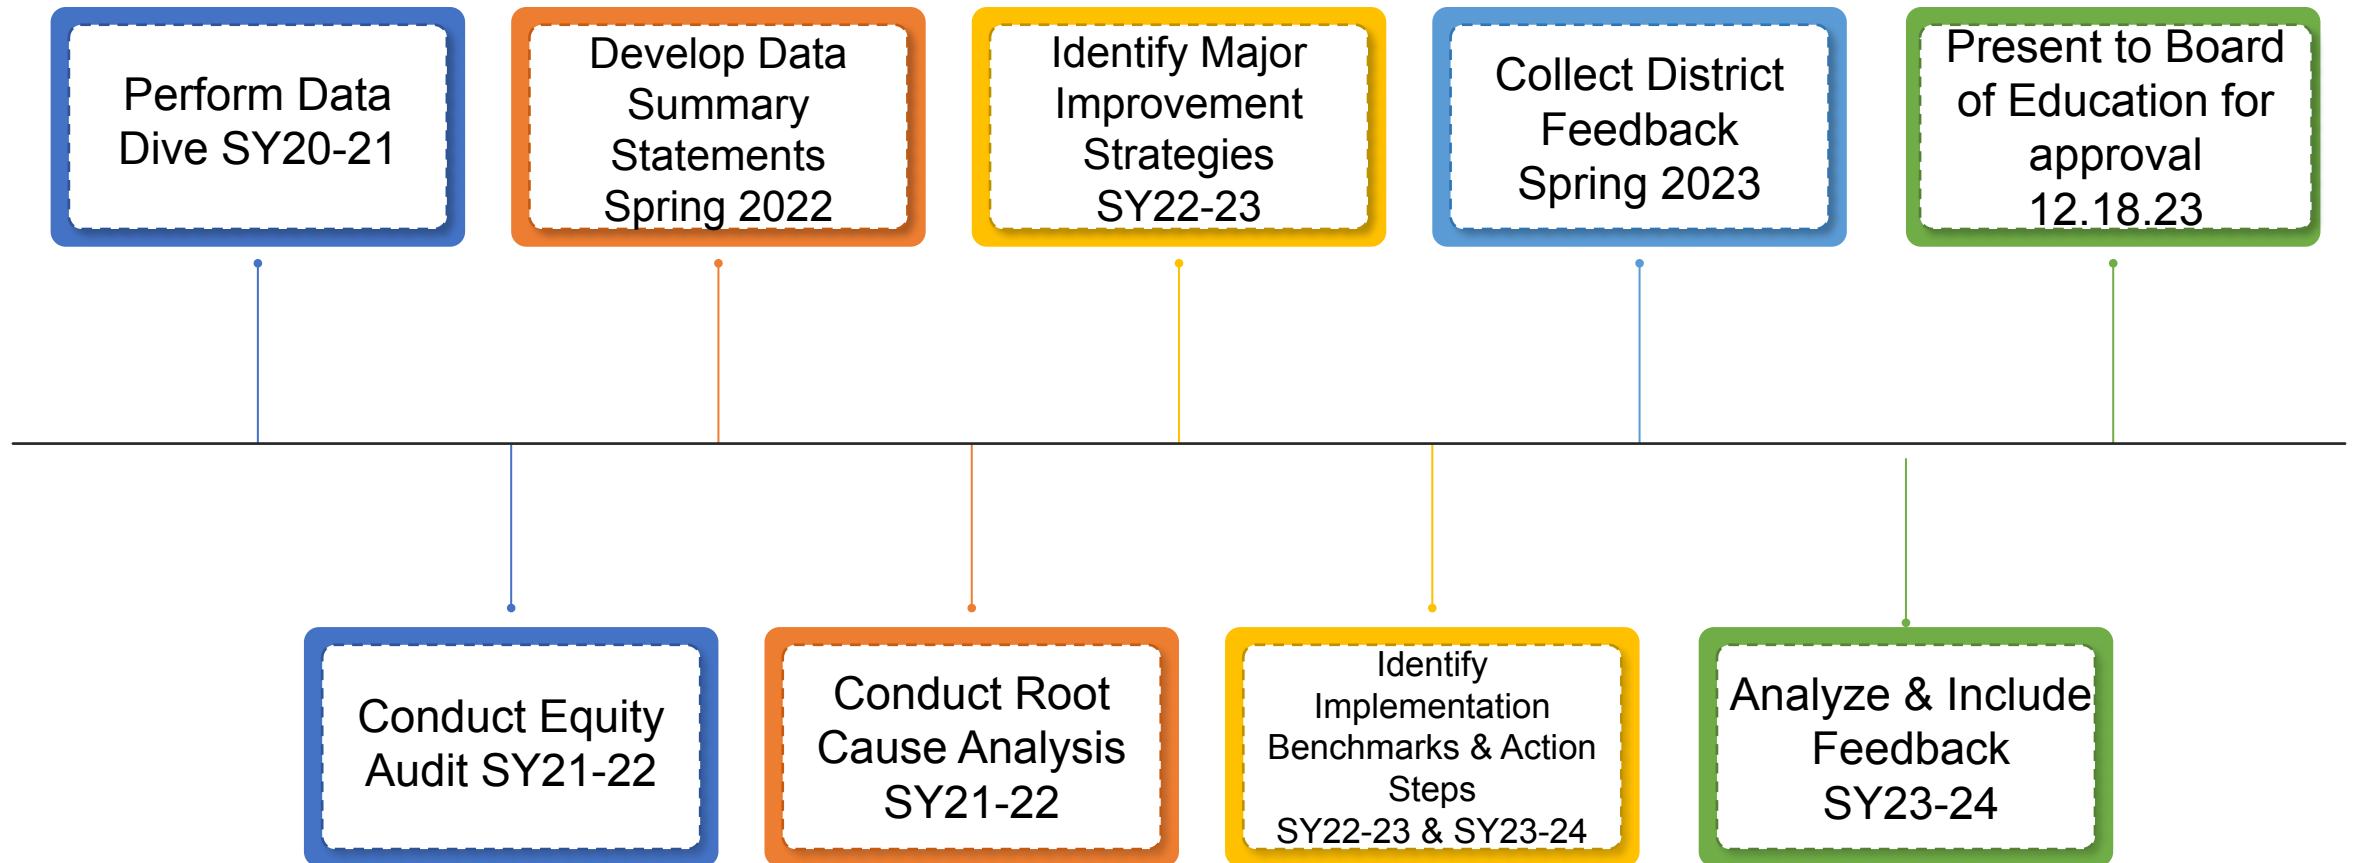 Perform Data
Dive SY20-21
Develop Data
Summary
Statements
Spring 2022
Identify Major
Improvement
Strategies
SY22-23
Collect District
Feedback
Spring 2023
Present to Board
of Education for
approval
12.18.23
Conduct Equity
Audit SY21-22
Conduct Root
Cause Analysis
SY21-22
Identify
Implementation
Benchmarks & Action
Steps
SY22-23 & SY23-24
Analyze & Include
Feedback
SY23-24